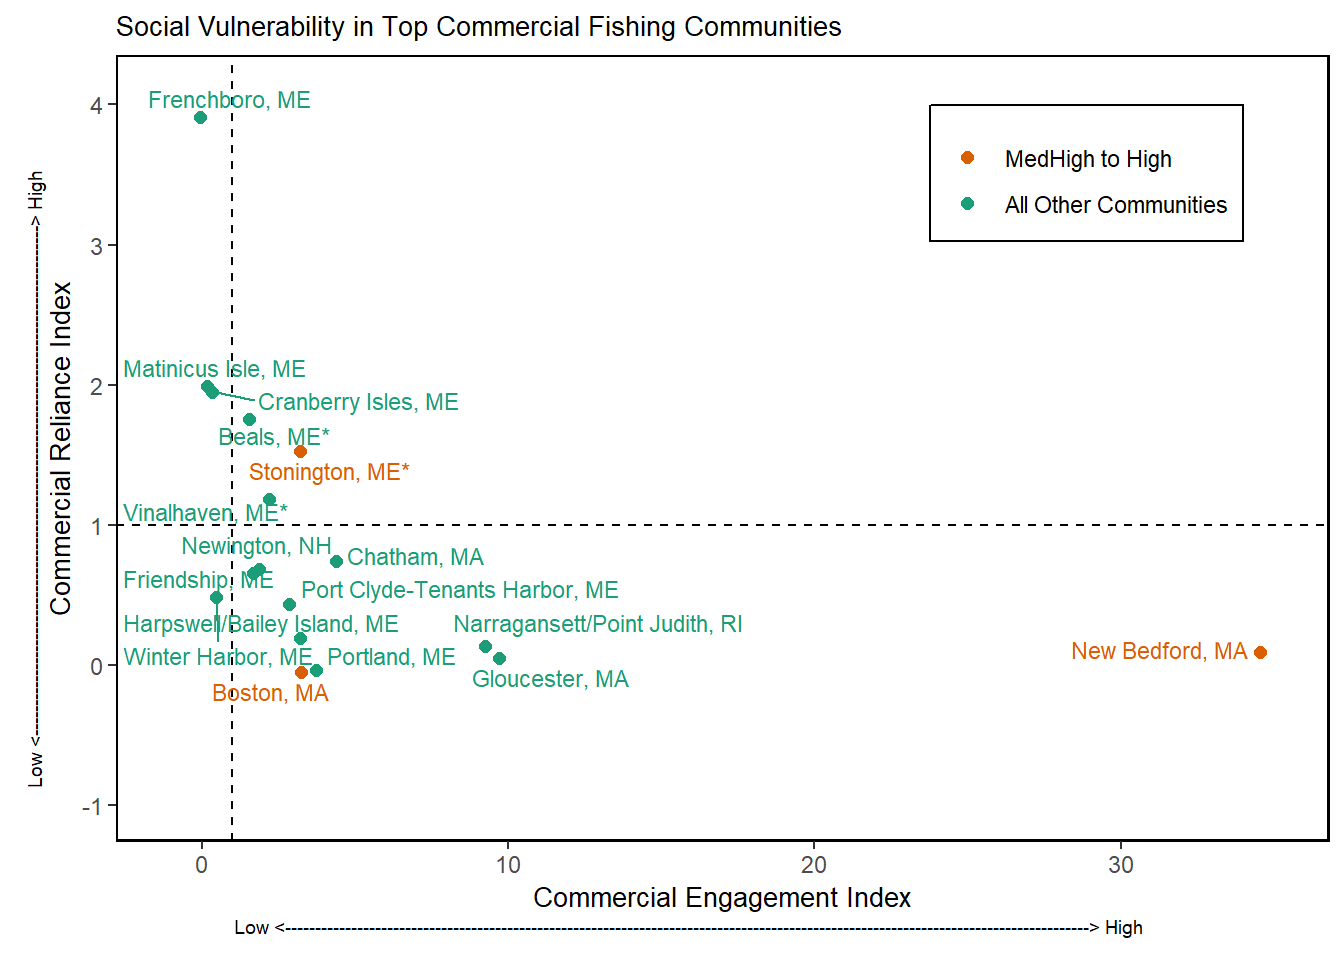 Social Vulnerability in Top Commercial Fishing Communities
Frenchboro, ME
MedHigh to High
All Other Communities
Matinicus Isle, ME
Cranberry Isles, ME
Beals, ME*
Stonington, ME*
Vinalhaven, ME*
Newington, NH
Chatham, MA
Friendship, ME
Port Clyde-Tenants Harbor, ME
Harpswell/Bailey Island, ME
Narragansett/Point Judith, RI
Winter Harbor, ME
Portland, ME
New Bedford, MA
Gloucester, MA
Boston, MA
4
3
2
1
0
-1
Commercial Reliance Index
Low <--------------------------------------------------------------------------------------> High
0
10
20
30
Commercial Engagement Index
Low <--------------------------------------------------------------------------------------------------------------------------------------> High